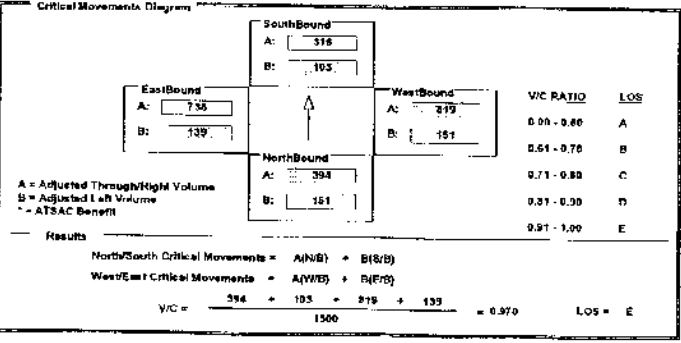 Critical Movements Diagram
SouthBound
A: 316
B: 103
EastBound
A: 738
B: 139
WestBound
A: 819
B: 151
NorthBound
A: 394
B: 151
V/C RATIO LOS
0.00 - 0.60 A
0.61 - 0.70 B
0.71 - 0.80 C
0.81 - 0.90 D
0.91 - 1.00 E
A = Adjusted Through/Right Volume
B = Adjusted Left Volume
* = ATSAC Benefit
Results
North/South Critical Movements = A(N/B) + B(S/B)
West/East Critical Movements = A(W/B) + B(E/B)
V/C = 394 + 103 + 819 + 139
1500
= 0.970 LOS = E